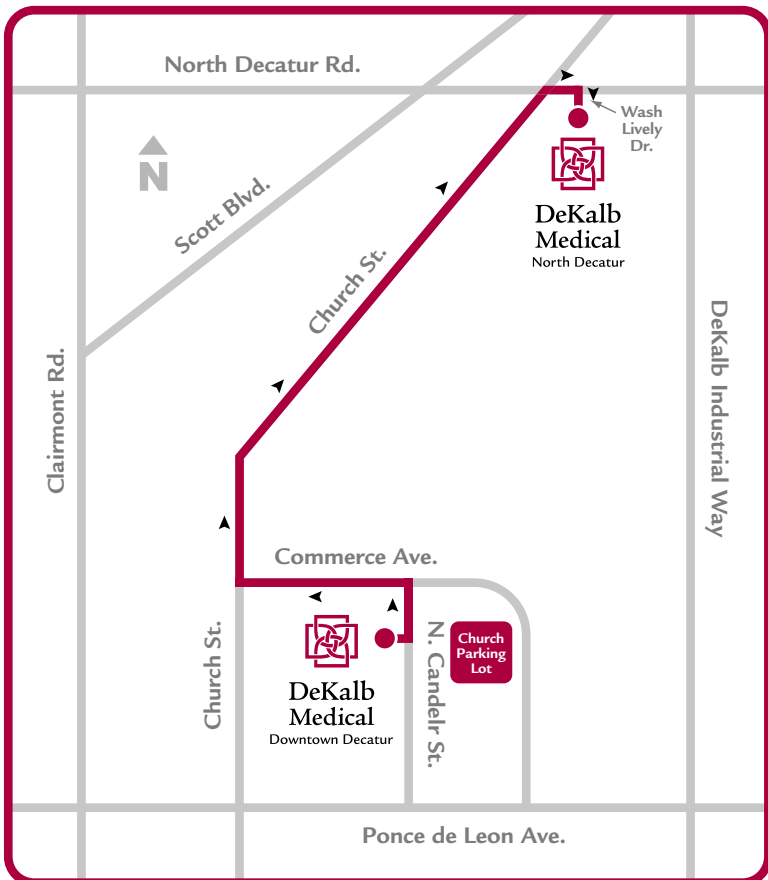 North Decatur Rd.
Wash
Lively
Dr.
N
Scott Blvd.
DeKalb
Medical
North Decatur
Church St.
Clairmont Rd.
DeKalb Industrial Way
Commerce Ave.
Church St.
N. Candelr St.
Church
Parking
Lot
DeKalb
Medical
Downtown Decatur
Ponce de Leon Ave.